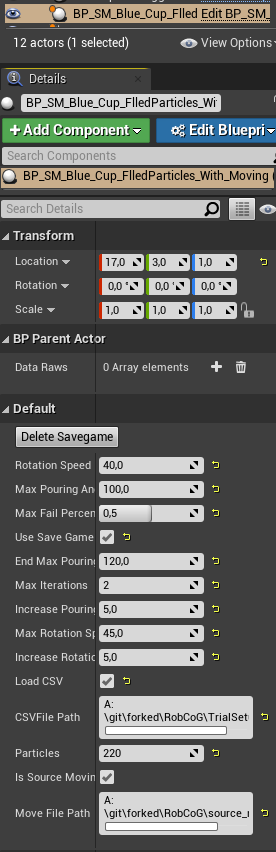 BP_SM_Blue_Cup_Flled Edit BP_SM_
12 actors (1 selected) View Options
Details
BP_SM_Blue_Cup_FlledParticles_Wi
+ Add Component Edit Bluepri
Search Components
BP_SM_Blue_Cup_FlledParticles_With_Moving (
Search Details
Transform
Location 17,0 3,0 1,0
Rotation 0,0 ° 0,0 ° 0,0 °
Scale 1,0 1,0 1,0
BP Parent Actor
Data Raws 0 Array elements
Default
Delete Savegame
Rotation Speed 40,0
Max Pouring An 100,0
Max Fail Percen 0,5
Use Save Game
End Max Pouring 120,0
Max Iterations 2
Increase Pouring 5,0
Max Rotation Sp 45,0
Increase Rotatio 5,0
Load CSV
CSVFile Path A:
\git\forked\RobCoG\TrialSet
Particles 220
Is Source Movin
Move File Path A:
\git\forked\RobCoG\source_